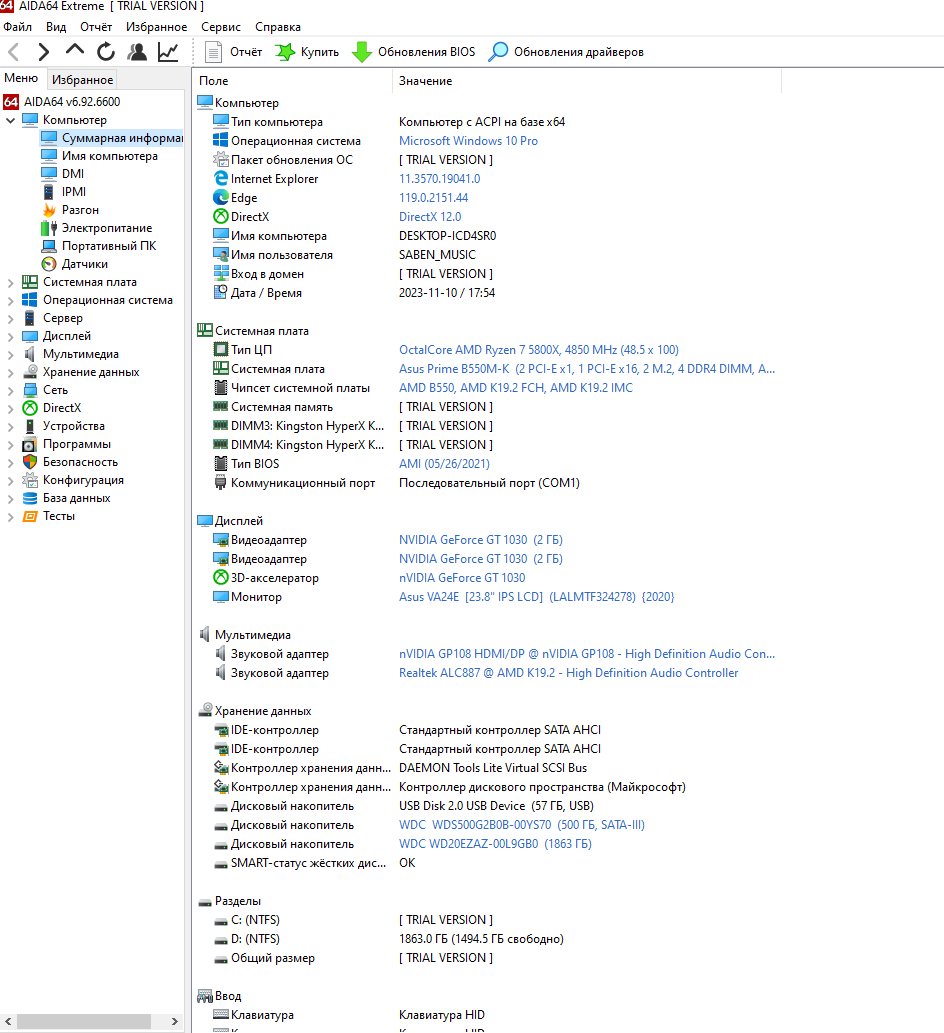 64 AIDA64 Extreme [ TRIAL VERSION ]
Файл Вид Отчёт Избранное Сервис Справка
Отчёт Купить Обновления BIOS Обновления драйверов
Меню Избранное
64 AIDA64 v6.92.6600
Компьютер
Суммарная информа
Имя компьютера
DMI
IPMI
Разгон
Электропитание
Портативный ПК
Датчики
Системная плата
Операционная система
Сервер
Дисплей
Мультимедиа
Хранение данных
Сеть
DirectX
Устройства
Программы
Безопасность
Конфигурация
База данных
Тесты
Поле Значение
Компьютер
Тип компьютера Компьютер с ACPI на базе x64
Операционная система Microsoft Windows 10 Pro
Пакет обновления ОС [ TRIAL VERSION ]
Internet Explorer 11.3570.19041.0
Edge 119.0.2151.44
DirectX DirectX 12.0
Имя компьютера DESKTOP-ICD4SR0
Имя пользователя SABEN_MUSIC
Вход в домен [ TRIAL VERSION ]
Дата / Время 2023-11-10 / 17:54
Системная плата
Тип ЦП OctalCore AMD Ryzen 7 5800X, 4850 MHz (48.5 x 100)
Системная плата Asus Prime B550M-K (2 PCI-E x1, 1 PCI-E x16, 2 M.2, 4 DDR4 DIMM, A...
Чипсет системной платы AMD B550, AMD K19.2 FCH, AMD K19.2 IMC
Системная память [ TRIAL VERSION ]
DIMM3: Kingston HyperX K... [ TRIAL VERSION ]
DIMM4: Kingston HyperX K... [ TRIAL VERSION ]
Тип BIOS AMI (05/26/2021)
Коммуникационный порт Последовательный порт (COM1)
Дисплей
Видеоадаптер NVIDIA GeForce GT 1030 (2 ГБ)
Видеоадаптер NVIDIA GeForce GT 1030 (2 ГБ)
3D-акселератор nVIDIA GeForce GT 1030
Монитор Asus VA24E [23.8" IPS LCD] (LALMTF324278) {2020}
Мультимедиа
Звуковой адаптер nVIDIA GP108 HDMI/DP @ nVIDIA GP108 - High Definition Audio Con...
Звуковой адаптер Realtek ALC887 @ AMD K19.2 - High Definition Audio Controller
Хранение данных
IDE-контроллер Стандартный контроллер SATA AHCI
IDE-контроллер Стандартный контроллер SATA AHCI
Контроллер хранения данн... DAEMON Tools Lite Virtual SCSI Bus
Контроллер хранения данн... Контроллер дискового пространства (Майкрософт)
Дисковый накопитель USB Disk 2.0 USB Device (57 ГБ, USB)
Дисковый накопитель WDC WDS500G2B0B-00YS70 (500 ГБ, SATA-III)
Дисковый накопитель WDC WD20EZAZ-00L9GB0 (1863 ГБ)
SMART-статус жёстких дис... OK
Разделы
C: (NTFS) [ TRIAL VERSION ]
D: (NTFS) 1863.0 ГБ (1494.5 ГБ свободно)
Общий размер [ TRIAL VERSION ]
Ввод
Клавиатура Клавиатура HID